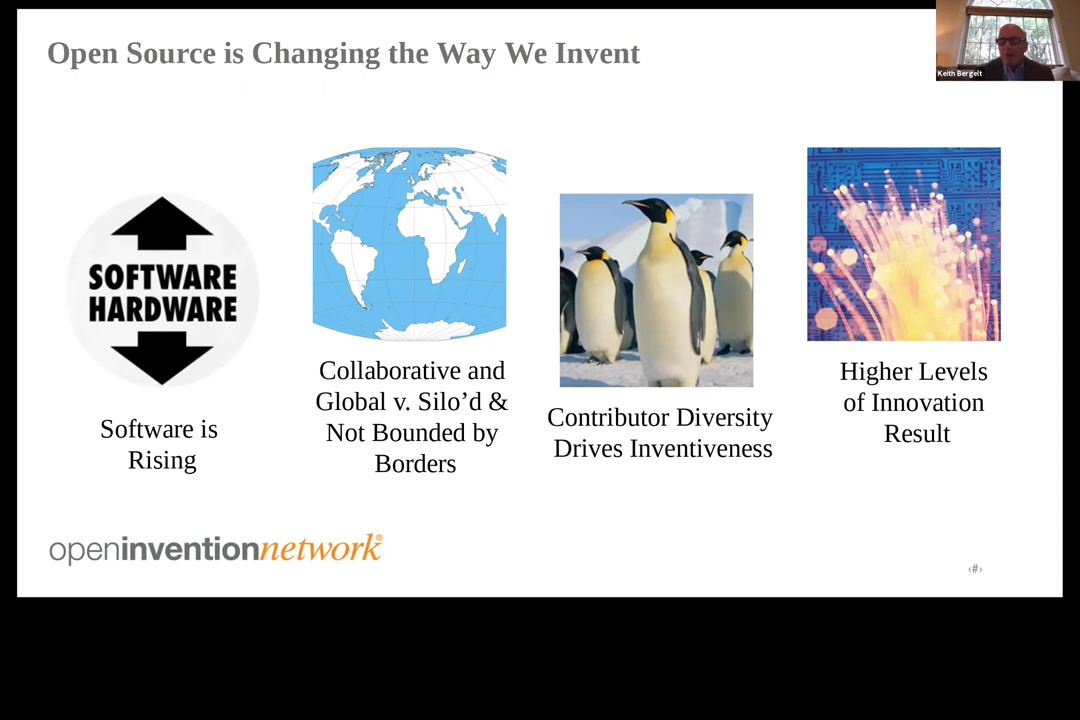 Open Source is Changing the Way We Invent
Keith Bergelt
SOFTWARE
HARDWARE
Software is
Rising
Collaborative and
Global v. Silo’d &
Not Bounded by
Borders
Contributor Diversity
Drives Inventiveness
Higher Levels
of Innovation
Result
openinventionnetwork®
‹#›